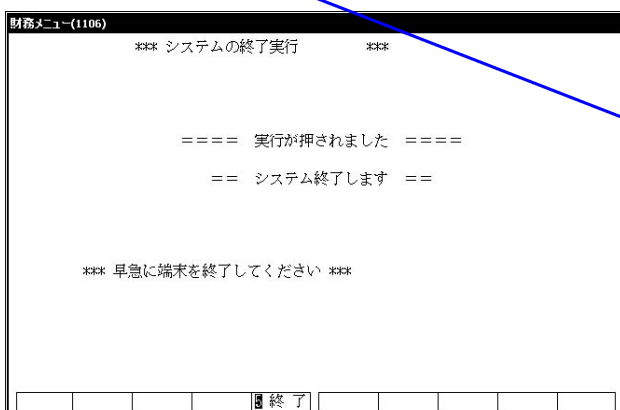 財務メニュー(1106)
*** システムの終了実行 ***
==== 実行が押されました ====
== システム終了します ==
*** 早急に端末を終了してください ***
5 終 了